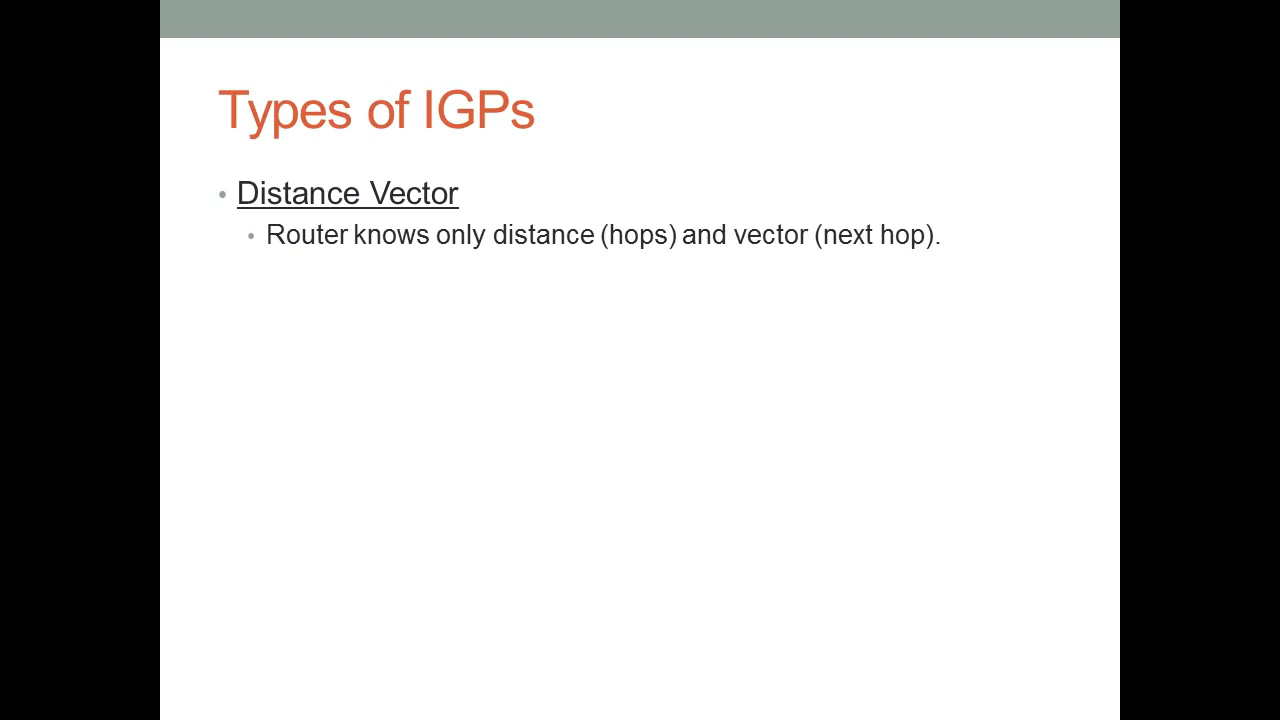 Types of IGPs
• Distance Vector
• Router knows only distance (hops) and vector (next hop).